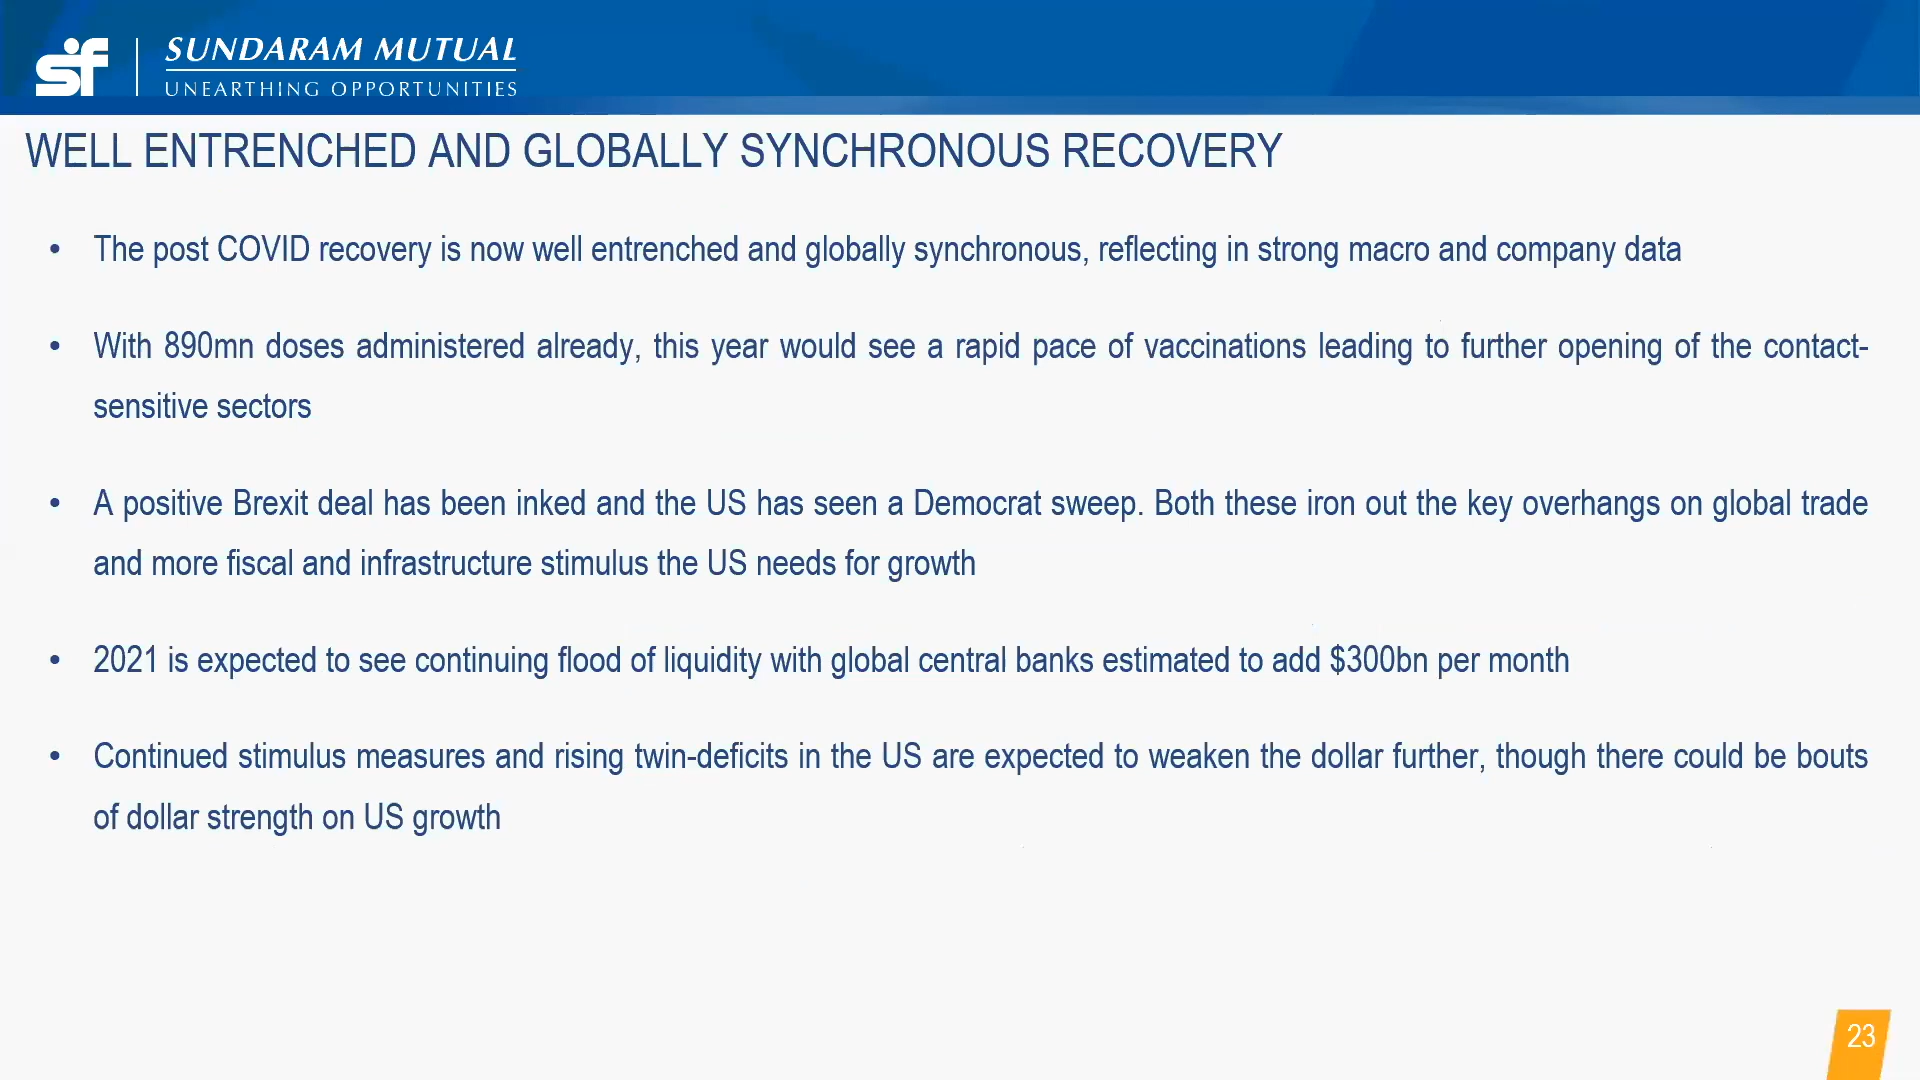 sf
SUNDARAM MUTUAL
UNEARTHING OPPORTUNITIES
WELL ENTRENCHED AND GLOBALLY SYNCHRONOUS RECOVERY
• The post COVID recovery is now well entrenched and globally synchronous, reflecting in strong macro and company data
• With 890mn doses administered already, this year would see a rapid pace of vaccinations leading to further opening of the contact-
sensitive sectors
• A positive Brexit deal has been inked and the US has seen a Democrat sweep. Both these iron out the key overhangs on global trade
and more fiscal and infrastructure stimulus the US needs for growth
• 2021 is expected to see continuing flood of liquidity with global central banks estimated to add $300bn per month
• Continued stimulus measures and rising twin-deficits in the US are expected to weaken the dollar further, though there could be bouts
of dollar strength on US growth
23